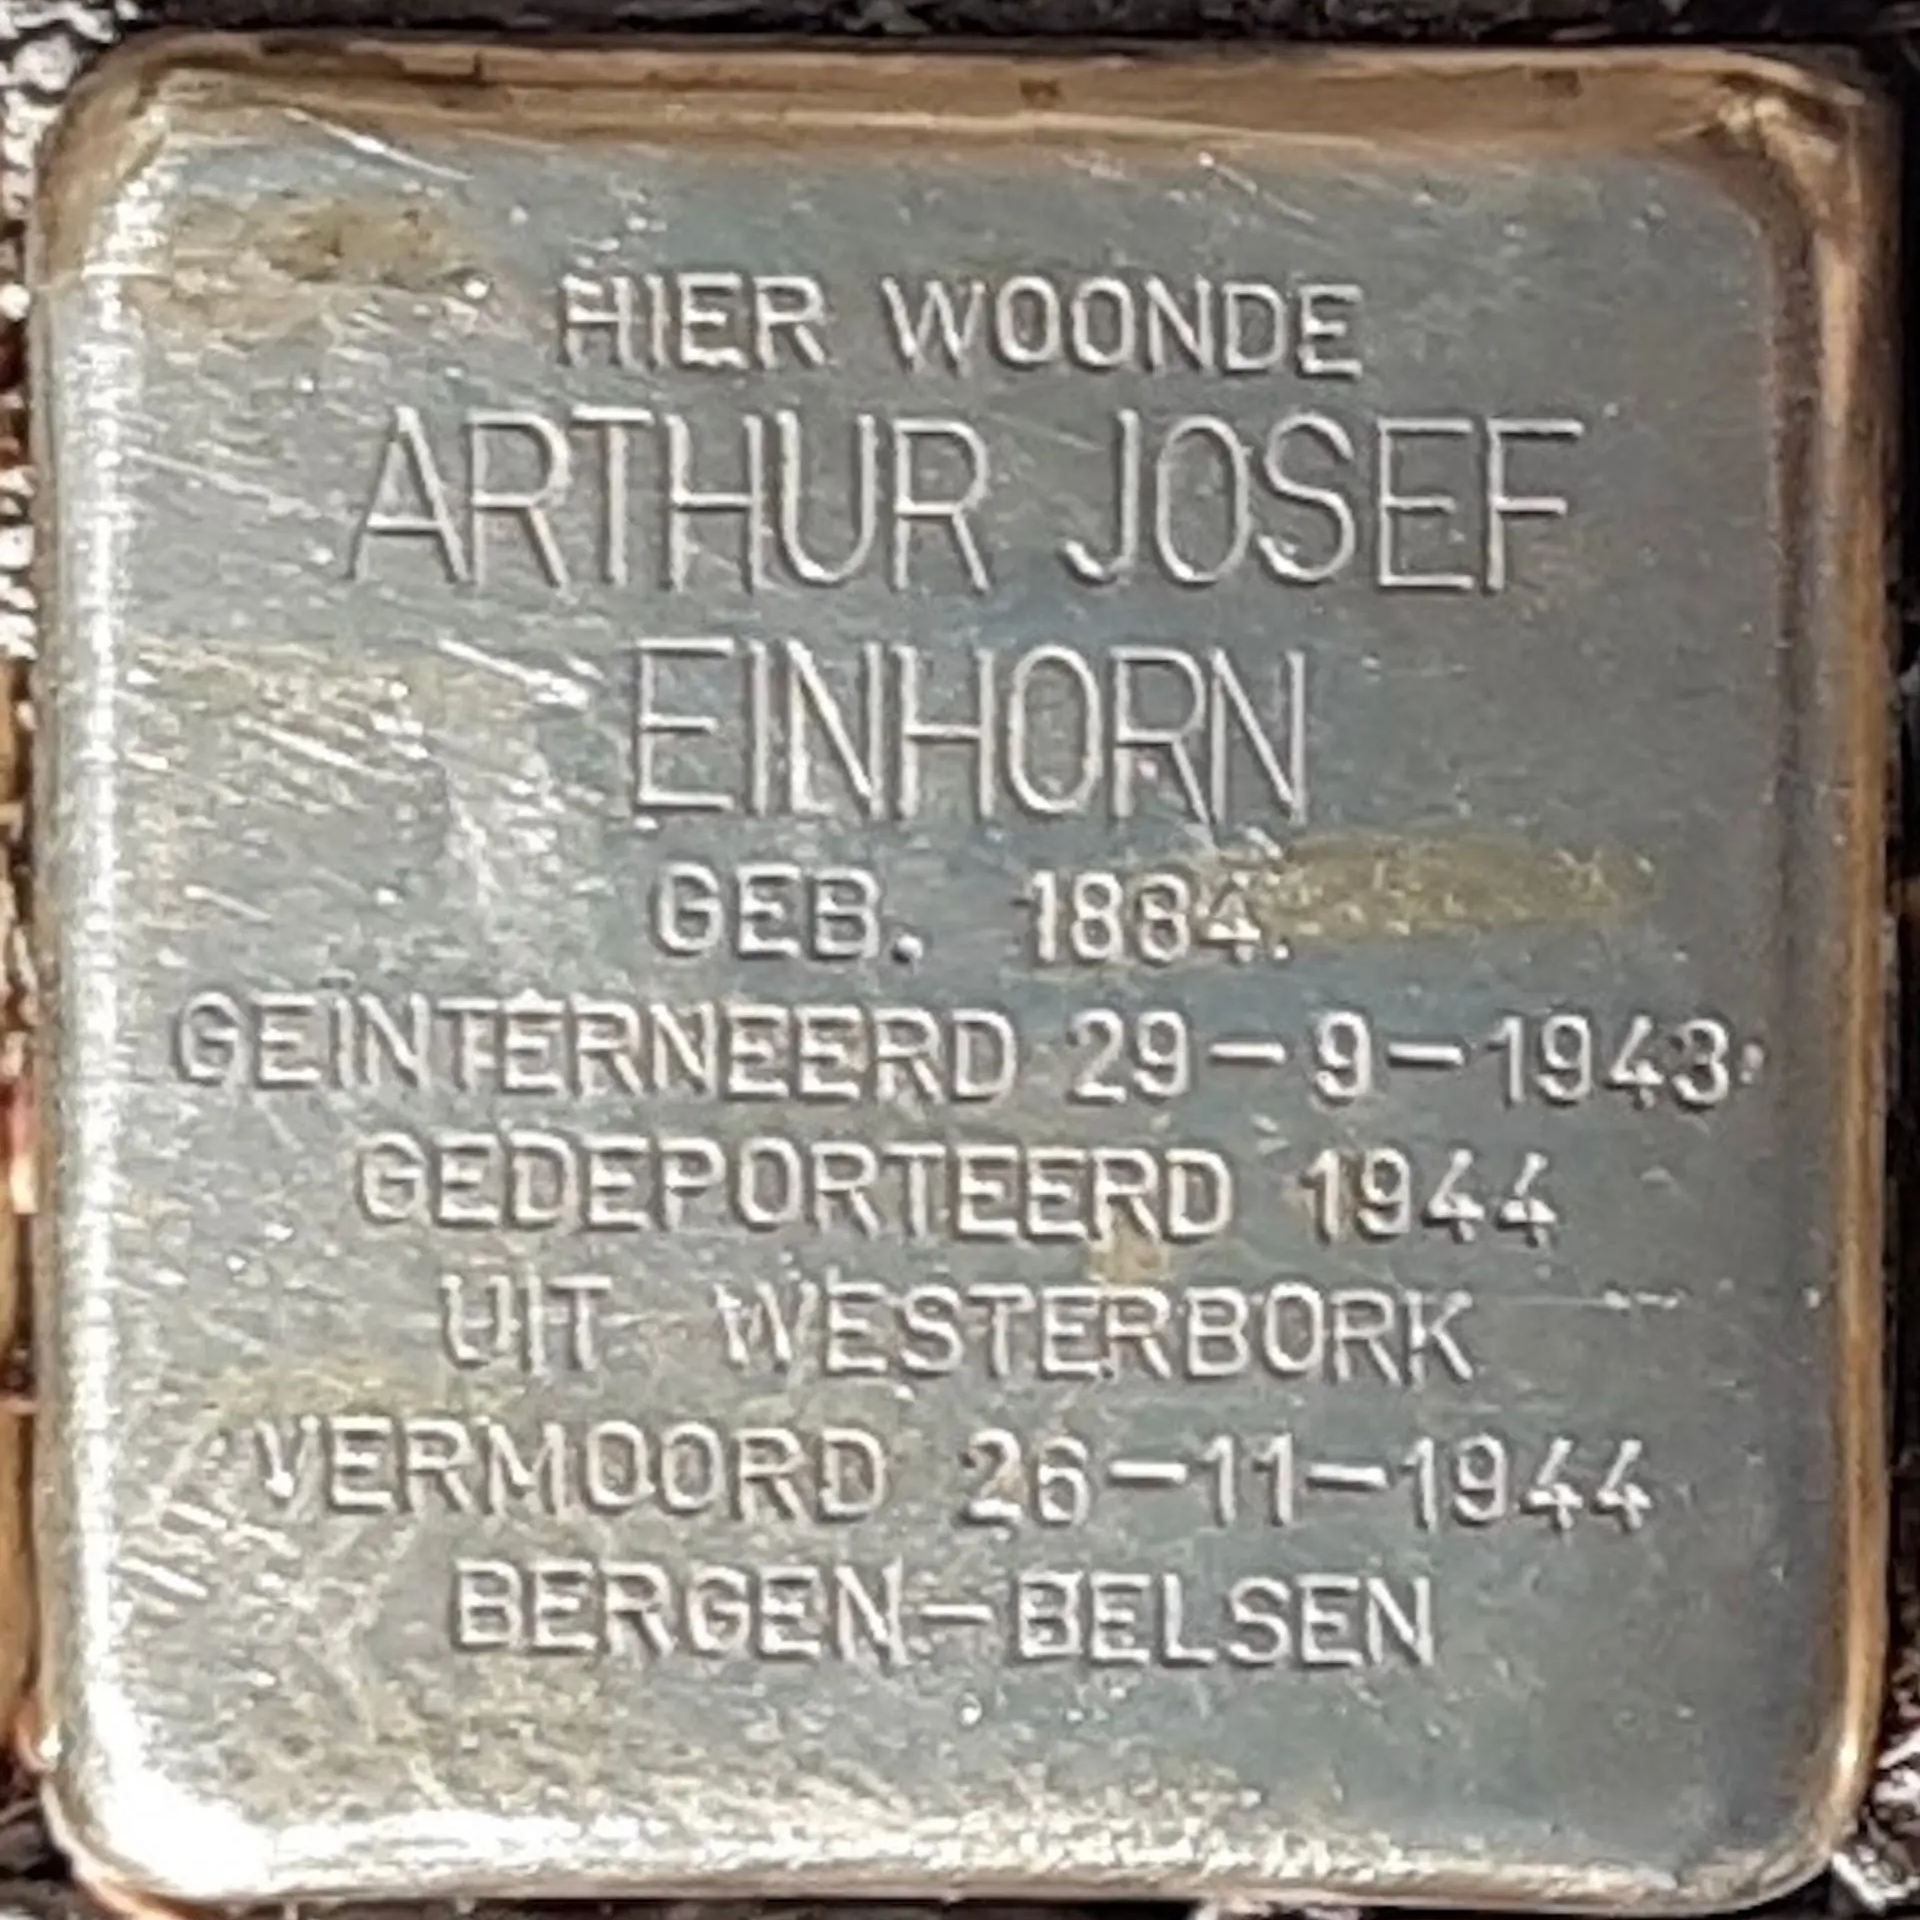 HIER WOONDE
ARTHUR JOSEF
EINHORN
GEB. 1884
GEÏNTERNEERD 29-9-1943
GEDEPORTEERD 1944
UIT WESTERBORK
VERMOORD 26-11-1944
BERGEN-BELSEN